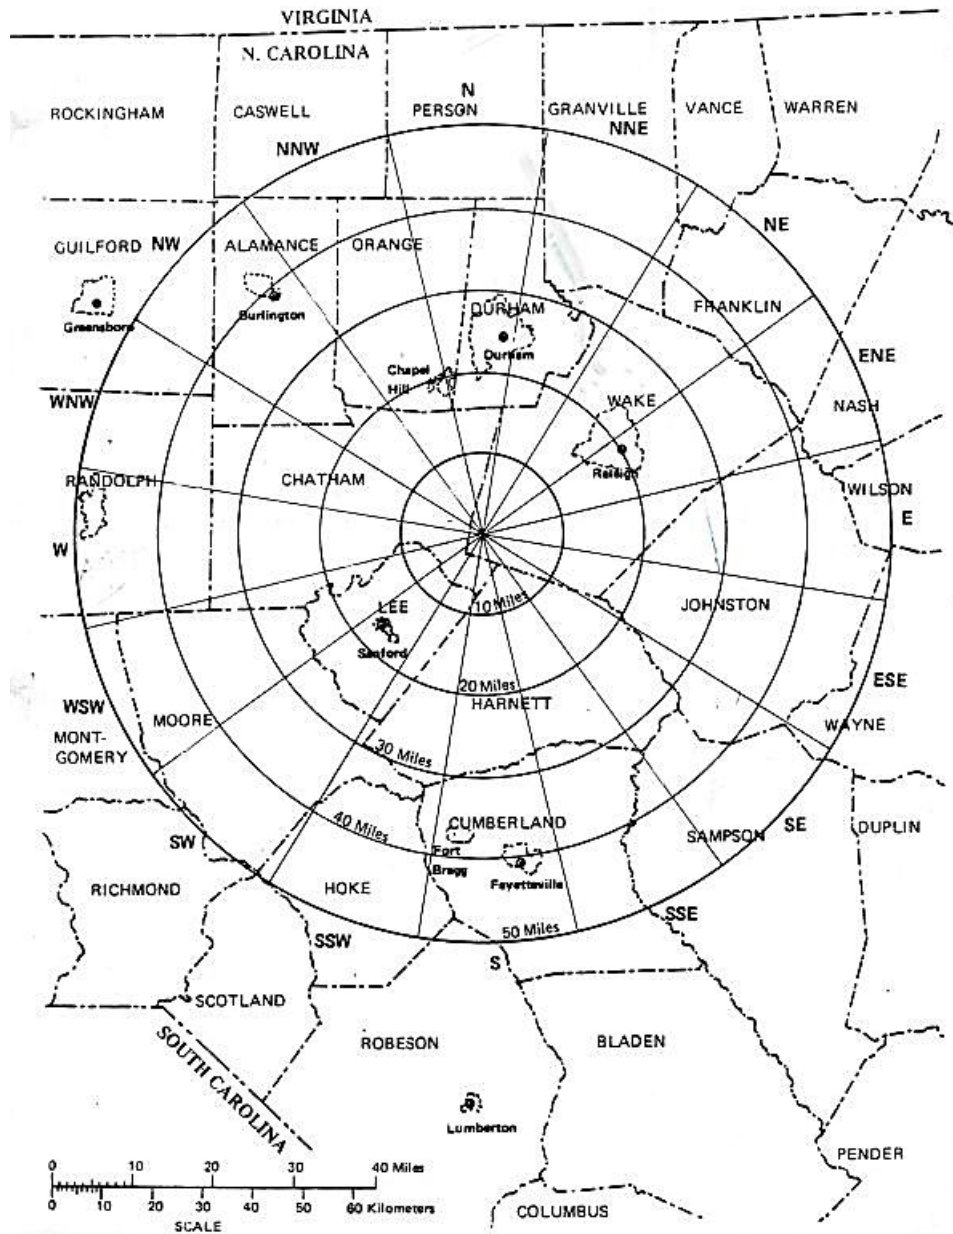 VIRGINIA
N. CAROLINA
N
ROCKINGHAM
CASWELL
PERSON
GRANVILLE
VANCE
WARREN
NNW
NNE
NE
GUILFORD
NW
ALAMANCE
ORANGE
Greensboro
Burlington
DURHAM
FRANKLIN
Durham
ENE
Chapel
Hill
WNW
WAKE
NASH
Raleigh
RANDOLPH
CHATHAM
WILSON
E
W
10 Miles
LEE
JOHNSTON
Sanford
20 Miles
HARNETT
ESE
WSW
MOORE
WAYNE
MONT-
GOMERY
30 Miles
40 Miles
CUMBERLAND
SAMPSON
SE
DUPLIN
SW
Fort
Bragg
Fayetteville
RICHMOND
HOKE
SSE
SSW
50 Miles
S
SCOTLAND
ROBESON
BLADEN
SOUTH CAROLINA
Lumberton
PENDER
0 10 20 30 40 Miles
0 10 20 30 40 50 60 Kilometers
SCALE
COLUMBUS